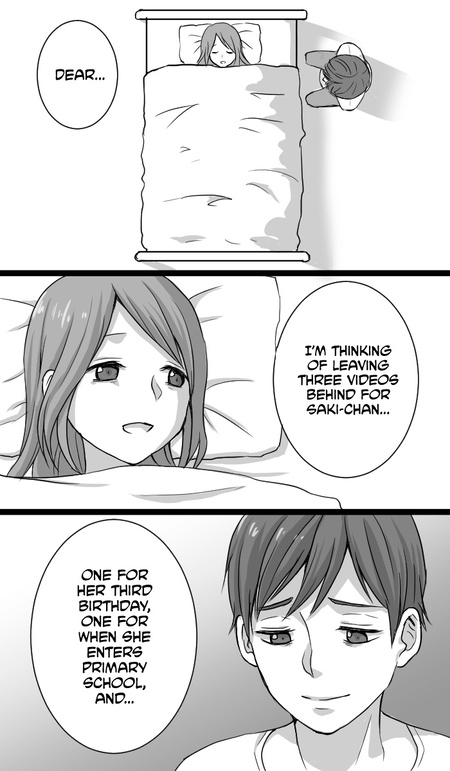 DEAR...
I'M THINKING
OF LEAVING
THREE VIDEOS
BEHIND FOR
SAKI-CHAN...
ONE FOR
HER THIRD
BIRTHDAY,
ONE FOR
WHEN SHE
ENTERS
PRIMARY
SCHOOL,
AND...